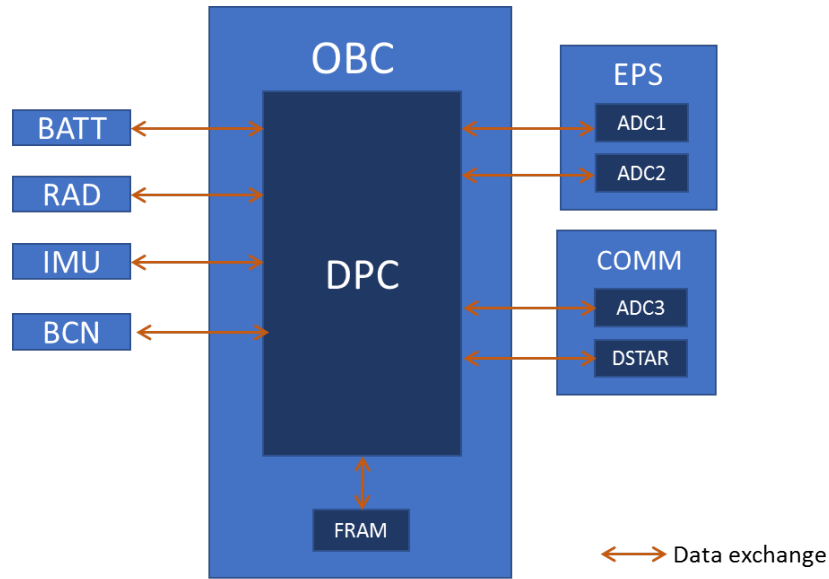 OBC
EPS
BATT
ADC1
ADC2
RAD
IMU
DPC
COMM
BCN
ADC3
DSTAR
FRAM
Data exchange